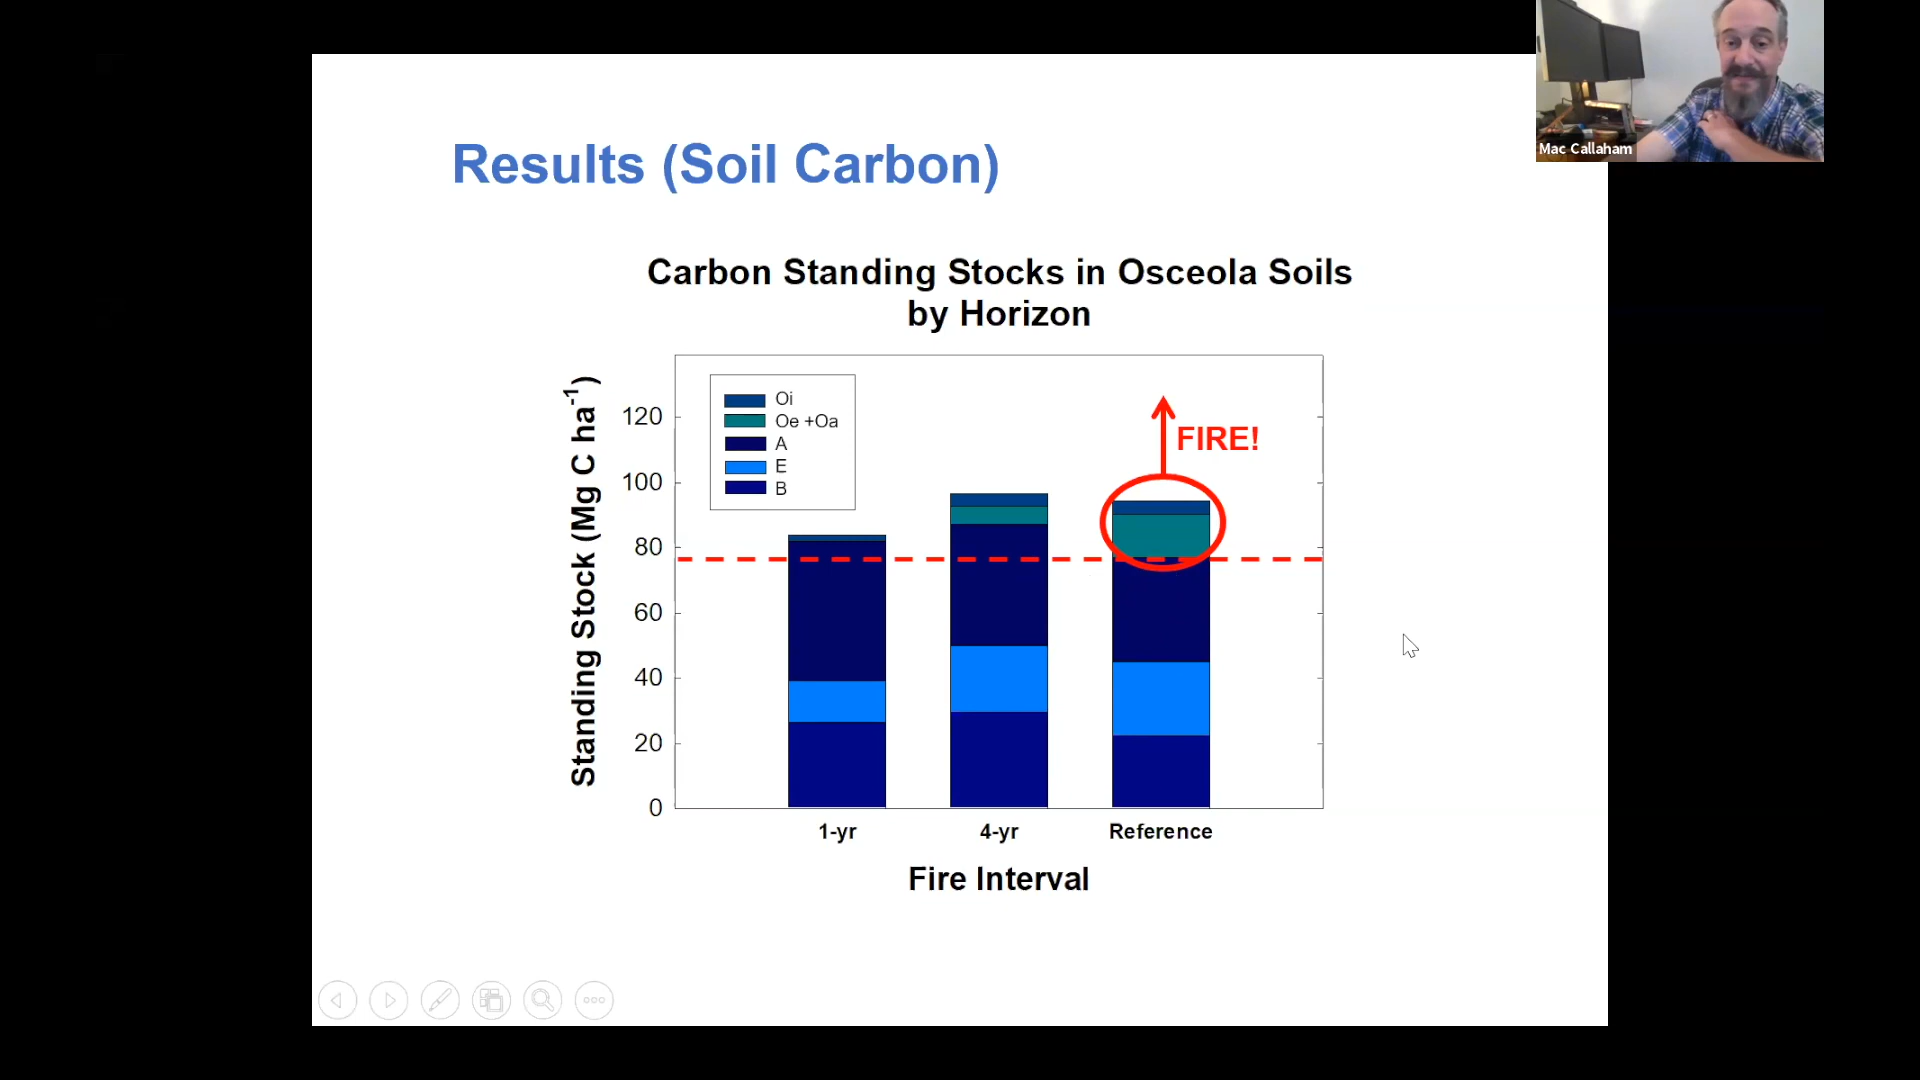 Mac Callaham
Results (Soil Carbon)
Carbon Standing Stocks in Osceola Soils
by Horizon
Standing Stock (Mg C ha⁻¹)
120
100
80
60
40
20
0
Oi
Oe +Oa
A
E
B
FIRE!
1-yr
4-yr
Reference
Fire Interval